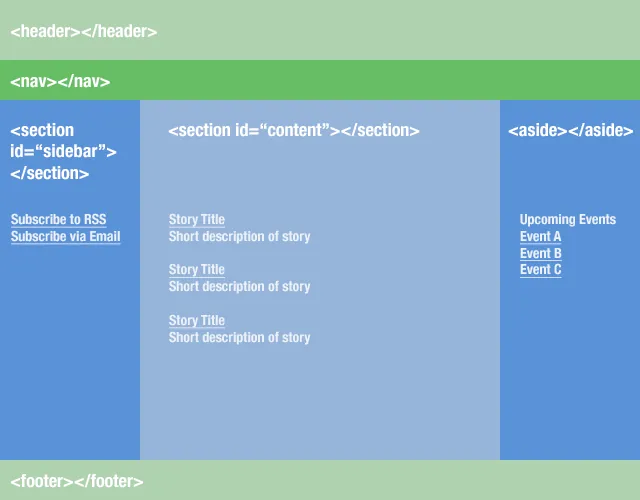 <header></header>
<nav></nav>
<section
id=“sidebar”>
</section>
Subscribe to RSS
Subscribe via Email
<section id=“content”></section>
Story Title
Short description of story
Story Title
Short description of story
Story Title
Short description of story
<aside></aside>
Upcoming Events
Event A
Event B
Event C
<footer></footer>